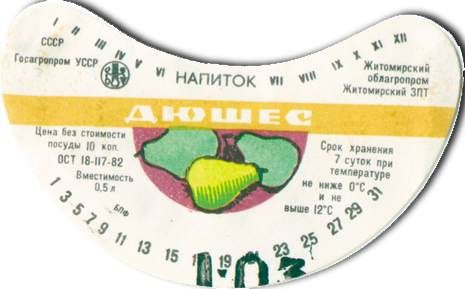 I II III IV V VI VII VIII IX X XI XII
СССР
Госагропром УССР
НАПИТОК
Житомирский
облагропром
Житомирский ЗПТ
ДЮШЕС
Цена без стоимости
посуды 10 коп.
ОСТ 18-117-82
Вместимость
0,5 л
БПФ
Срок хранения
7 суток при
температуре
не ниже 0°С
и не
выше 12°С
1 3 5 7 9 11 13 15 17 19 23 25 27 29 31